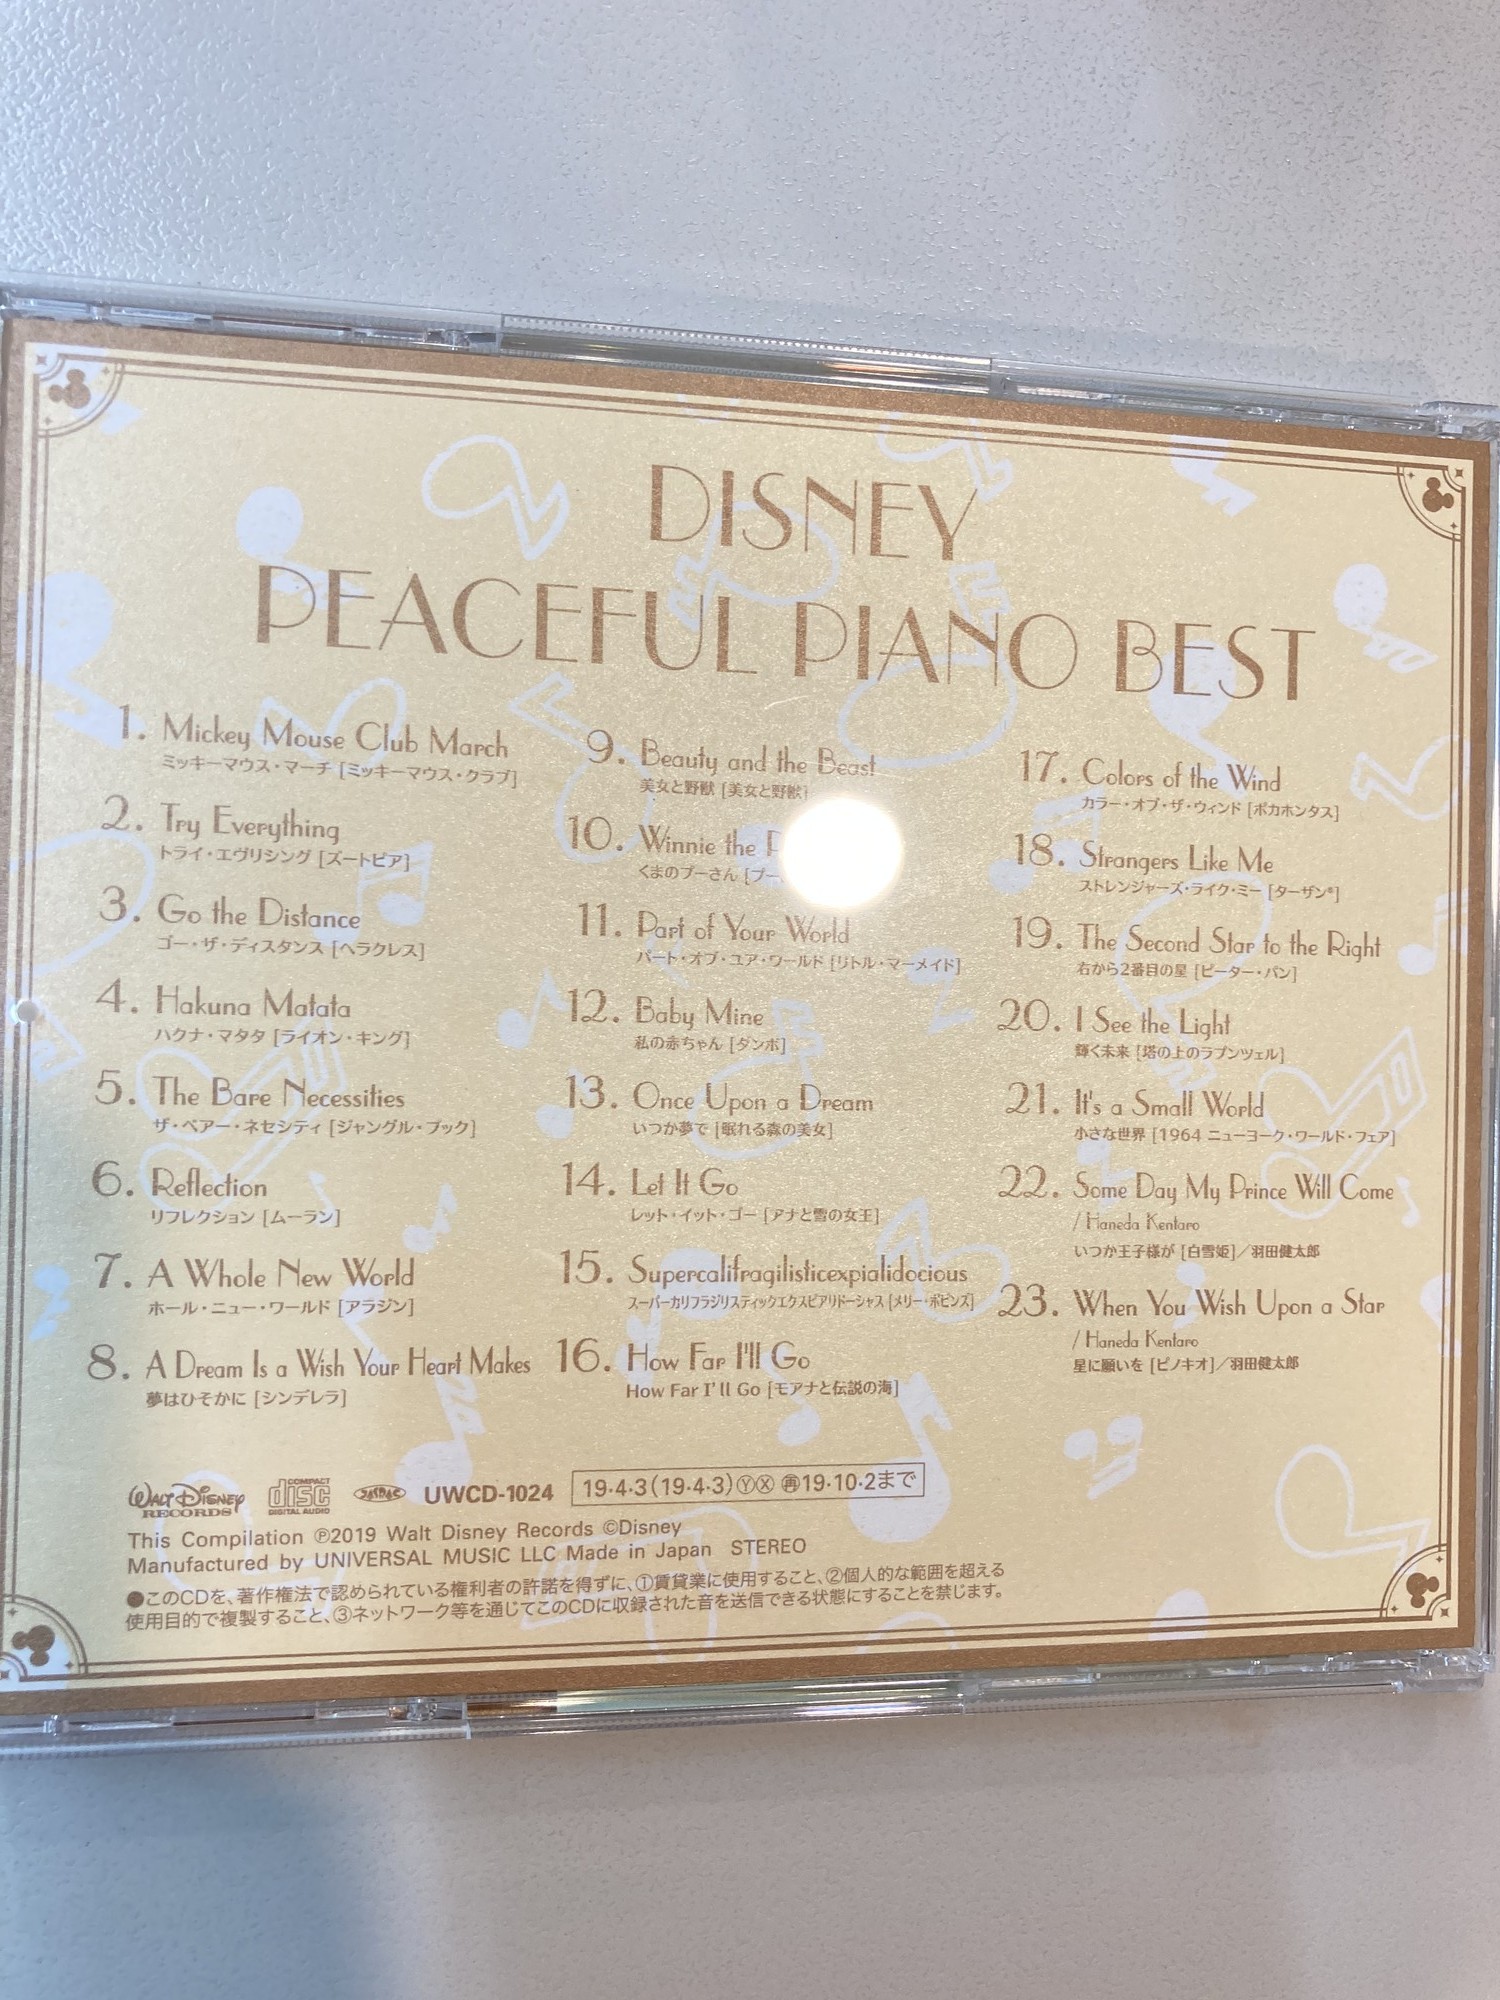 DISNEY
PEACEFUL PIANO BEST
1. Mickey Mouse Club March
ミッキーマウス・マーチ [ミッキーマウス・クラブ]
2. Try Everything
トライ・エヴリシング [ズートピア]
3. Go the Distance
ゴー・ザ・ディスタンス [ヘラクレス]
4. Hakuna Matata
ハクナ・マタタ [ライオン・キング]
5. The Bare Necessities
ザ・ベアー・ネセシティ [ジャングル・ブック]
6. Reflection
リフレクション [ムーラン]
7. A Whole New World
ホール・ニュー・ワールド [アラジン]
8. A Dream Is a Wish Your Heart Makes
夢はひそかに [シンデレラ]
9. Beauty and the Beast
美女と野獣 [美女と野獣]
10. Winnie the
くまのプーさん [プー
11. Part of Your World
パート・オブ・ユア・ワールド [リトル・マーメイド]
12. Baby Mine
私の赤ちゃん [ダンボ]
13. Once Upon a Dream
いつか夢で [眠れる森の美女]
14. Let It Go
レット・イット・ゴー [アナと雪の女王]
15. Supercalifragilisticexpialidocious
スーパーカリフラジリスティックエクスピアリドーシャス [メリー・ポピンズ]
16. How Far I'll Go
How Far I'll Go [モアナと伝説の海]
17. Colors of the Wind
カラー・オブ・ザ・ウィンド [ポカホンタス]
18. Strangers Like Me
ストレンジャーズ・ライク・ミー [ターザン®]
19. The Second Star to the Right
右から2番目の星 [ピーター・パン]
20. I See the Light
輝く未来 [塔の上のラプンツェル]
21. It's a Small World
小さな世界 [1964 ニューヨーク・ワールド・フェア]
22. Some Day My Prince Will Come
/ Haneda Kentaro
いつか王子様が [白雪姫]／羽田健太郎
23. When You Wish Upon a Star
/ Haneda Kentaro
星に願いを [ピノキオ]／羽田健太郎
WALT DISNEY RECORDS COMPACT disc DIGITAL AUDIO JASRAC UWCD-1024 19・4・3(19・4・3)ⓎⓍ ㊢19・10・2まで
This Compilation ℗2019 Walt Disney Records ©Disney
Manufactured by UNIVERSAL MUSIC LLC Made in Japan STEREO
●このCDを、著作権法で認められている権利者の許諾を得ずに、①賃貸業に使用すること、②個人的な範囲を超える
使用目的で複製すること、③ネットワーク等を通じてこのCDに収録された音を送信できる状態にすることを禁じます。